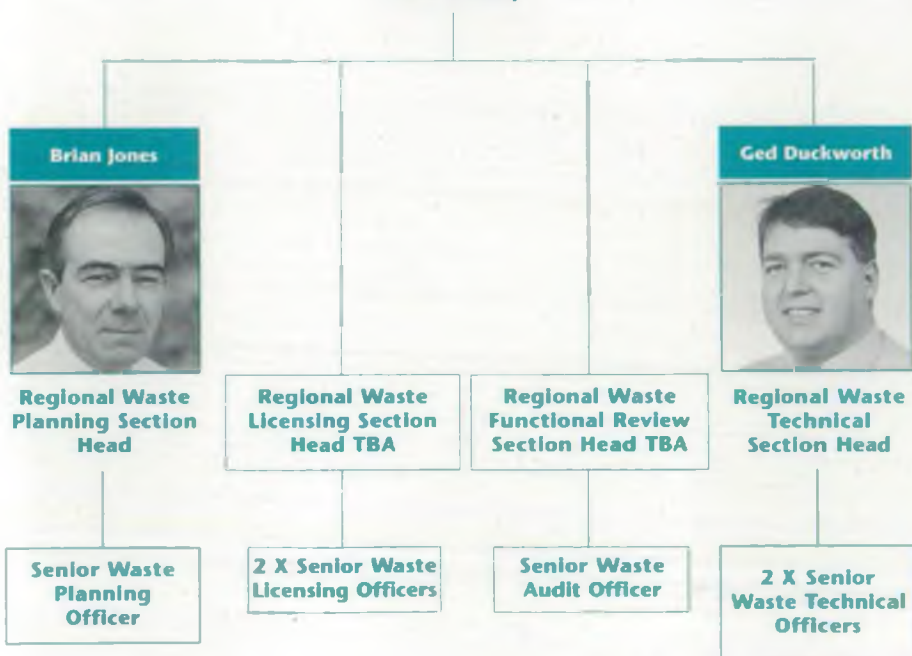 Brian Jones
Regional Waste
Planning Section
Head
Senior Waste
Planning
Officer
Regional Waste
Licensing Section
Head TBA
2 X Senior Waste
Licensing Officers
Regional Waste
Functional Review
Section Head TBA
Senior Waste
Audit Officer
Ged Duckworth
Regional Waste
Technical
Section Head
2 X Senior
Waste Technical
Officers